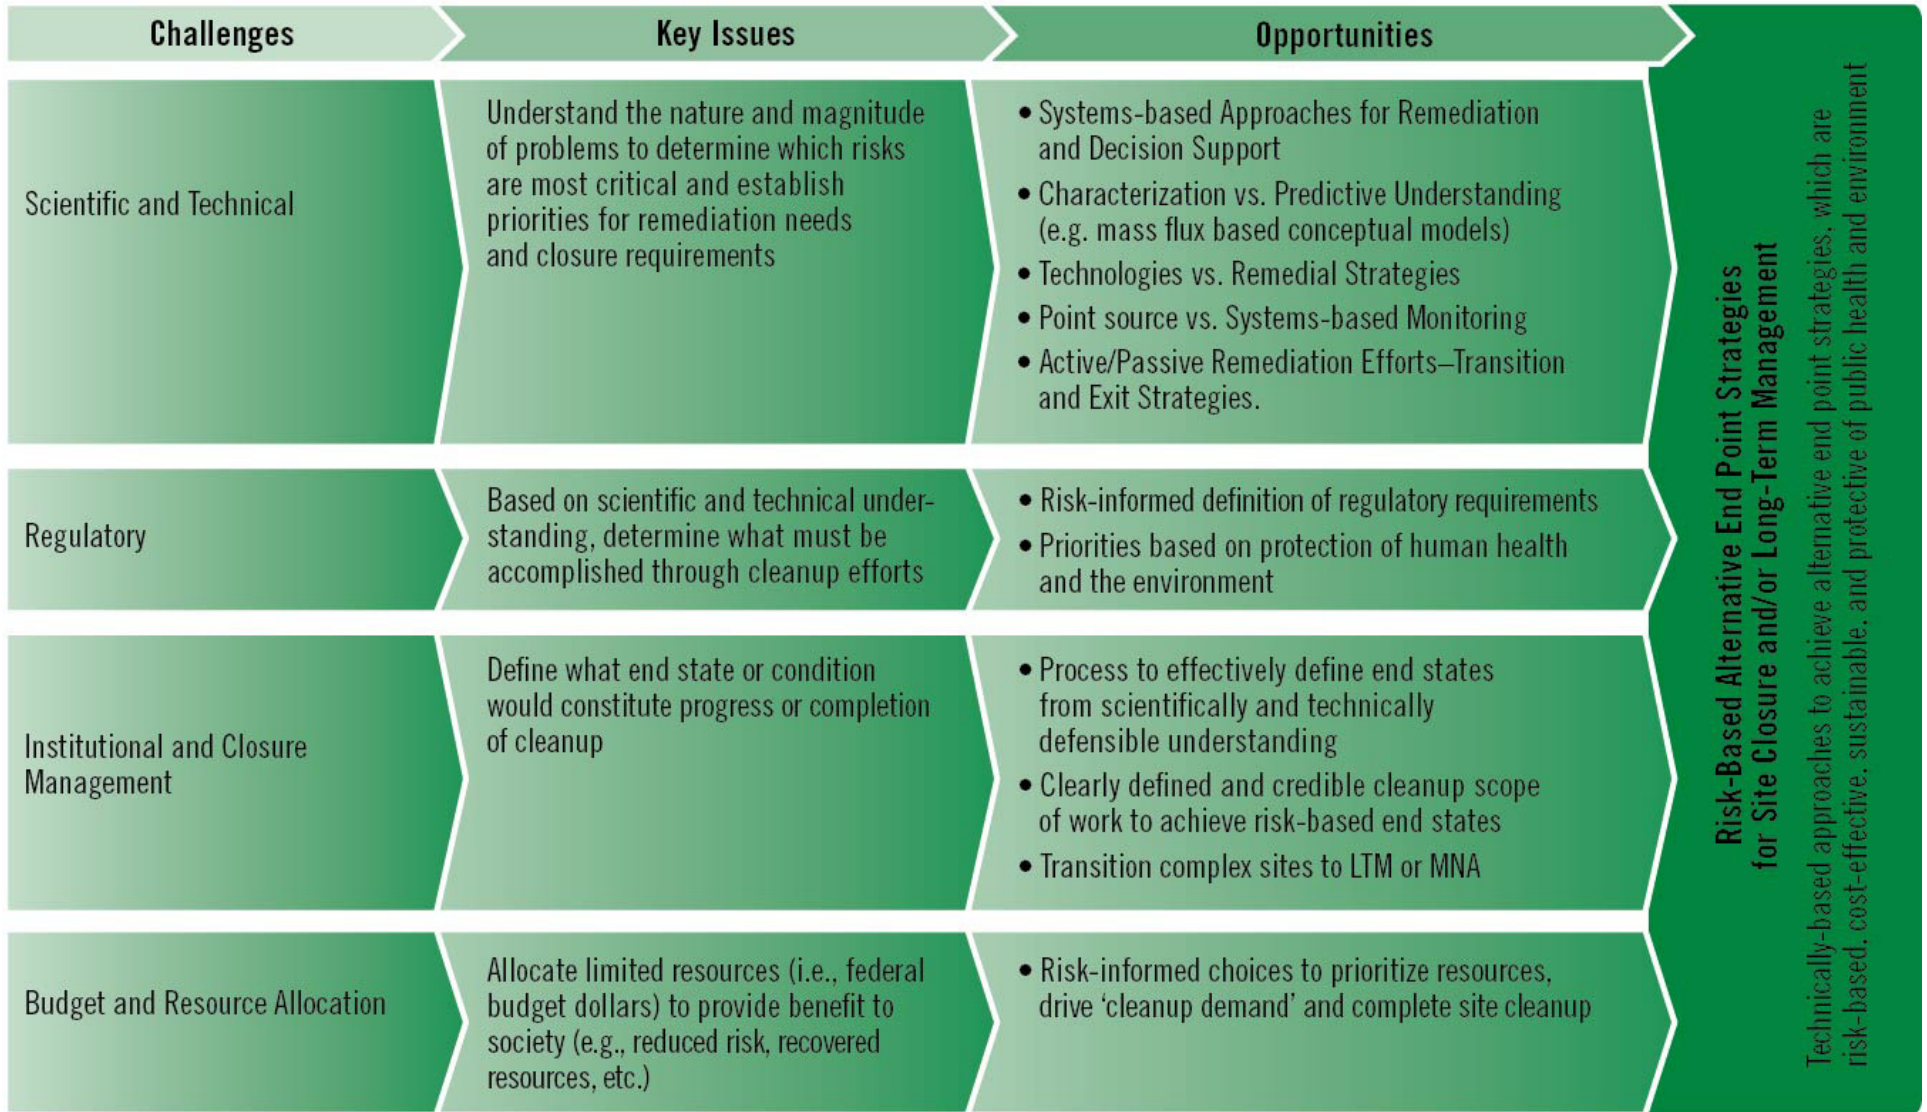 Challenges
Key Issues
Opportunities
Scientific and Technical
Understand the nature and magnitude
of problems to determine which risks
are most critical and establish
priorities for remediation needs
and closure requirements
• Systems-based Approaches for Remediation
and Decision Support
• Characterization vs. Predictive Understanding
(e.g. mass flux based conceptual models)
• Technologies vs. Remedial Strategies
• Point source vs. Systems-based Monitoring
• Active/Passive Remediation Efforts–Transition
and Exit Strategies.
Regulatory
Based on scientific and technical under-
standing, determine what must be
accomplished through cleanup efforts
• Risk-informed definition of regulatory requirements
• Priorities based on protection of human health
and the environment
Institutional and Closure
Management
Define what end state or condition
would constitute progress or completion
of cleanup
• Process to effectively define end states
from scientifically and technically
defensible understanding
• Clearly defined and credible cleanup scope
of work to achieve risk-based end states
• Transition complex sites to LTM or MNA
Budget and Resource Allocation
Allocate limited resources (i.e., federal
budget dollars) to provide benefit to
society (e.g., reduced risk, recovered
resources, etc.)
• Risk-informed choices to prioritize resources,
drive ‘cleanup demand’ and complete site cleanup
Risk-Based Alternative End Point Strategies
for Site Closure and/or Long-Term Management
Technically-based approaches to achieve alternative end point strategies, which are
risk-based, cost-effective, sustainable, and protective of public health and environment